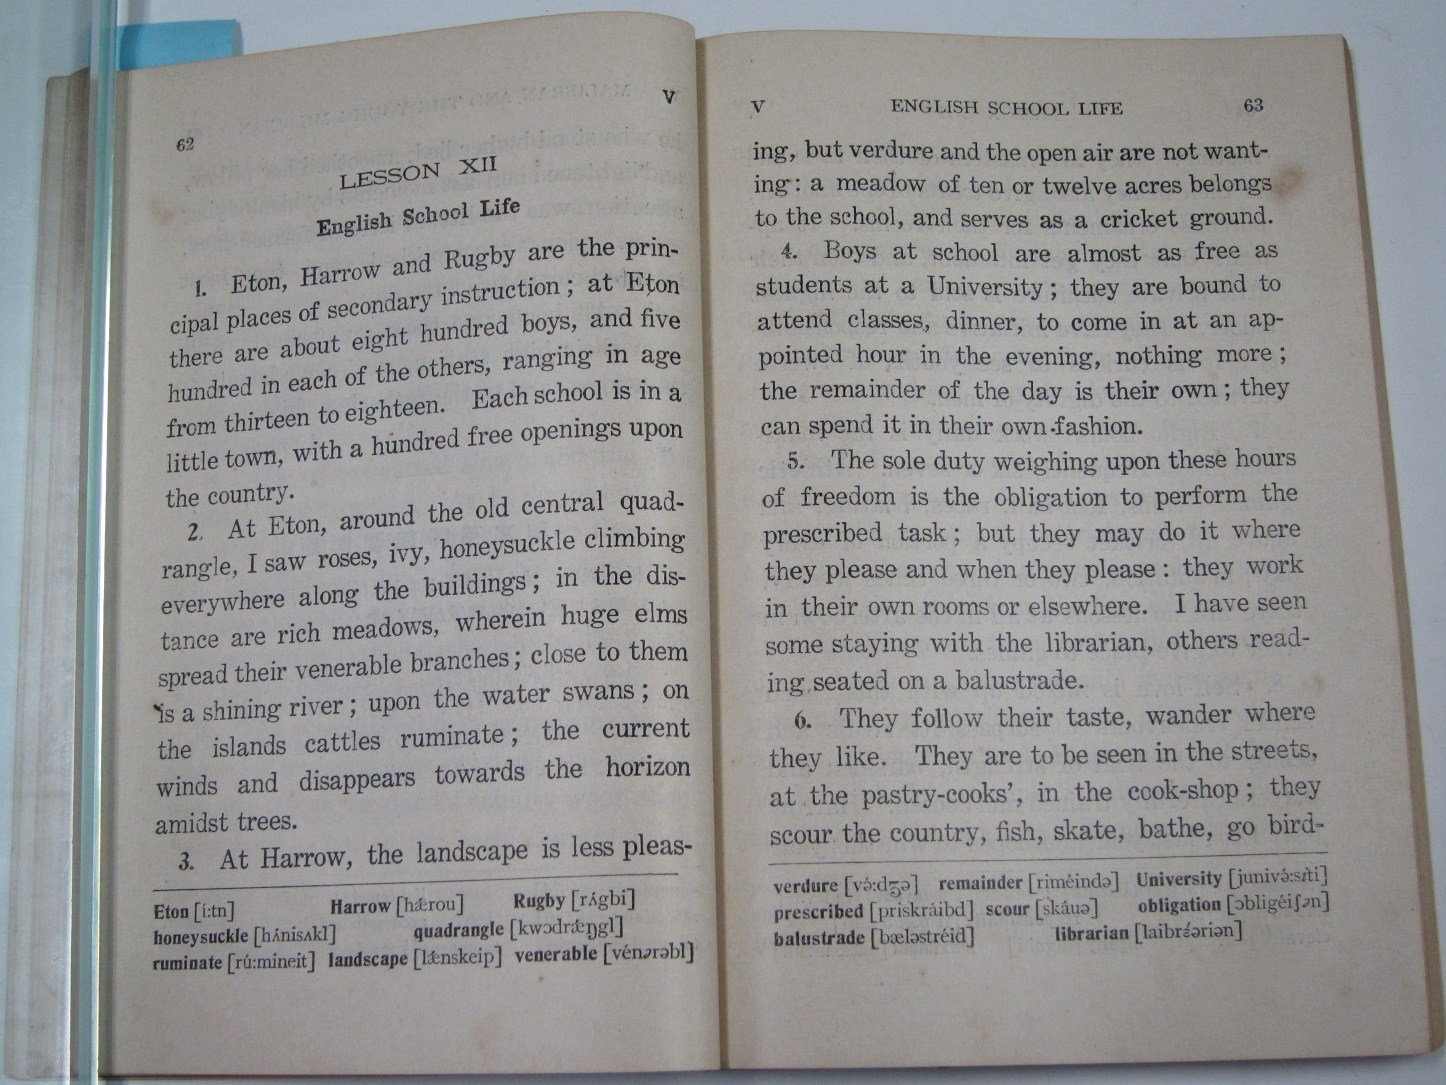 62
V
LESSON XII
English School Life
1. Eton, Harrow and Rugby are the prin-
cipal places of secondary instruction; at Eton
there are about eight hundred boys, and five
hundred in each of the others, ranging in age
from thirteen to eighteen. Each school is in a
little town, with a hundred free openings upon
the country.
2. At Eton, around the old central quad-
rangle, I saw roses, ivy, honeysuckle climbing
everywhere along the buildings; in the dis-
tance are rich meadows, wherein huge elms
spread their venerable branches; close to them
is a shining river; upon the water swans; on
the islands cattles ruminate; the current
winds and disappears towards the horizon
amidst trees.
3. At Harrow, the landscape is less pleas-
Eton [í:tn] Harrow [hǽrou] Rugby [rʌ́gbi]
honeysuckle [hʌ́nisʌkl] quadrangle [kwɔdrǽŋgl]
ruminate [rú:mineit] landscape [lǽnskeip] venerable [vénərəbl]
V ENGLISH SCHOOL LIFE 63
ing, but verdure and the open air are not want-
ing: a meadow of ten or twelve acres belongs
to the school, and serves as a cricket ground.
4. Boys at school are almost as free as
students at a University; they are bound to
attend classes, dinner, to come in at an ap-
pointed hour in the evening, nothing more;
the remainder of the day is their own; they
can spend it in their own fashion.
5. The sole duty weighing upon these hours
of freedom is the obligation to perform the
prescribed task; but they may do it where
they please and when they please: they work
in their own rooms or elsewhere. I have seen
some staying with the librarian, others read-
ing seated on a balustrade.
6. They follow their taste, wander where
they like. They are to be seen in the streets,
at the pastry-cooks', in the cook-shop; they
scour the country, fish, skate, bathe, go bird-
verdure [və́:dʒə] remainder [riméində] University [junivə́:siti]
prescribed [priskráibd] scour [skáuə] obligation [ɔbligéiʃən]
balustrade [bæləstréid] librarian [laibrɛ́əriən]